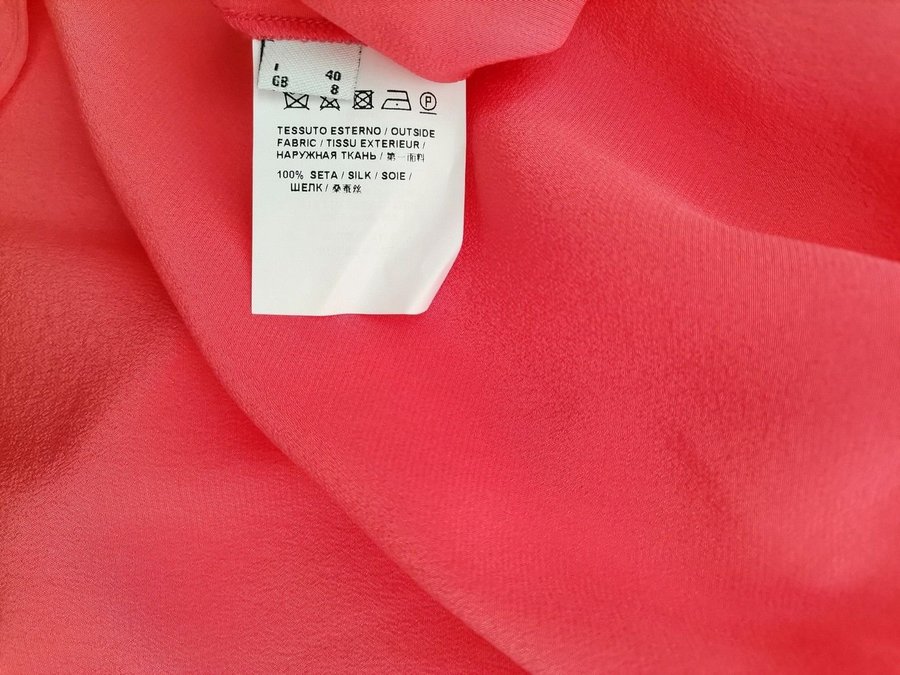 I 40
GB 8
P
TESSUTO ESTERNO / OUTSIDE
FABRIC / TISSU EXTERIEUR /
НАРУЖНАЯ ТКАНЬ / 第一面料
100% SETA / SILK / SOIE /
ШЕЛК / 桑蚕丝